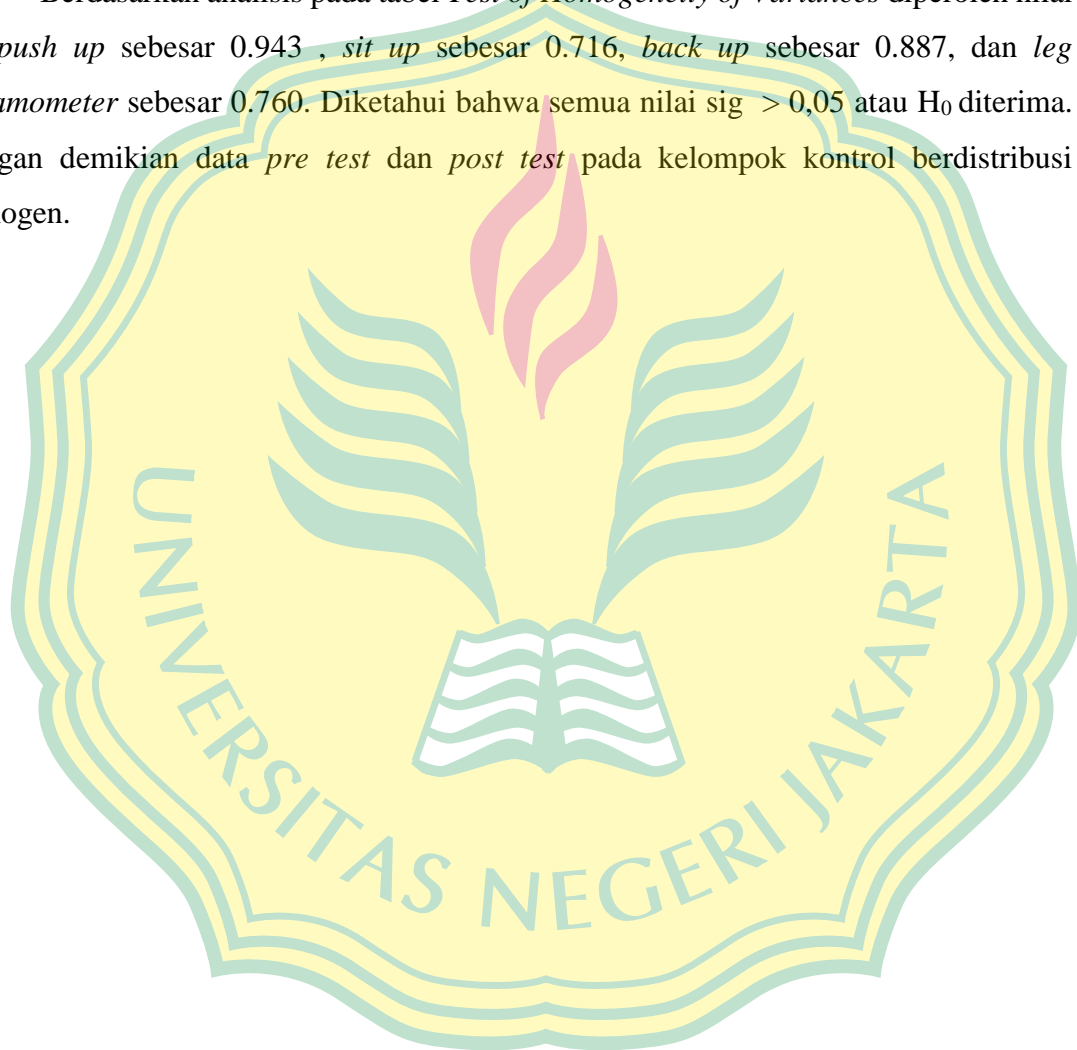 Berdasarkan analisis pada tabel Test of Homogeneity of Variances diperoleh nilai
push up sebesar 0.943 , sit up sebesar 0.716, back up sebesar 0.887, dan leg
amometer sebesar 0.760. Diketahui bahwa semua nilai sig > 0,05 atau H0 diterima.
gan demikian data pre test dan post test pada kelompok kontrol berdistribusi
ogen.
UNIVERSITAS NEGERI JAKARTA